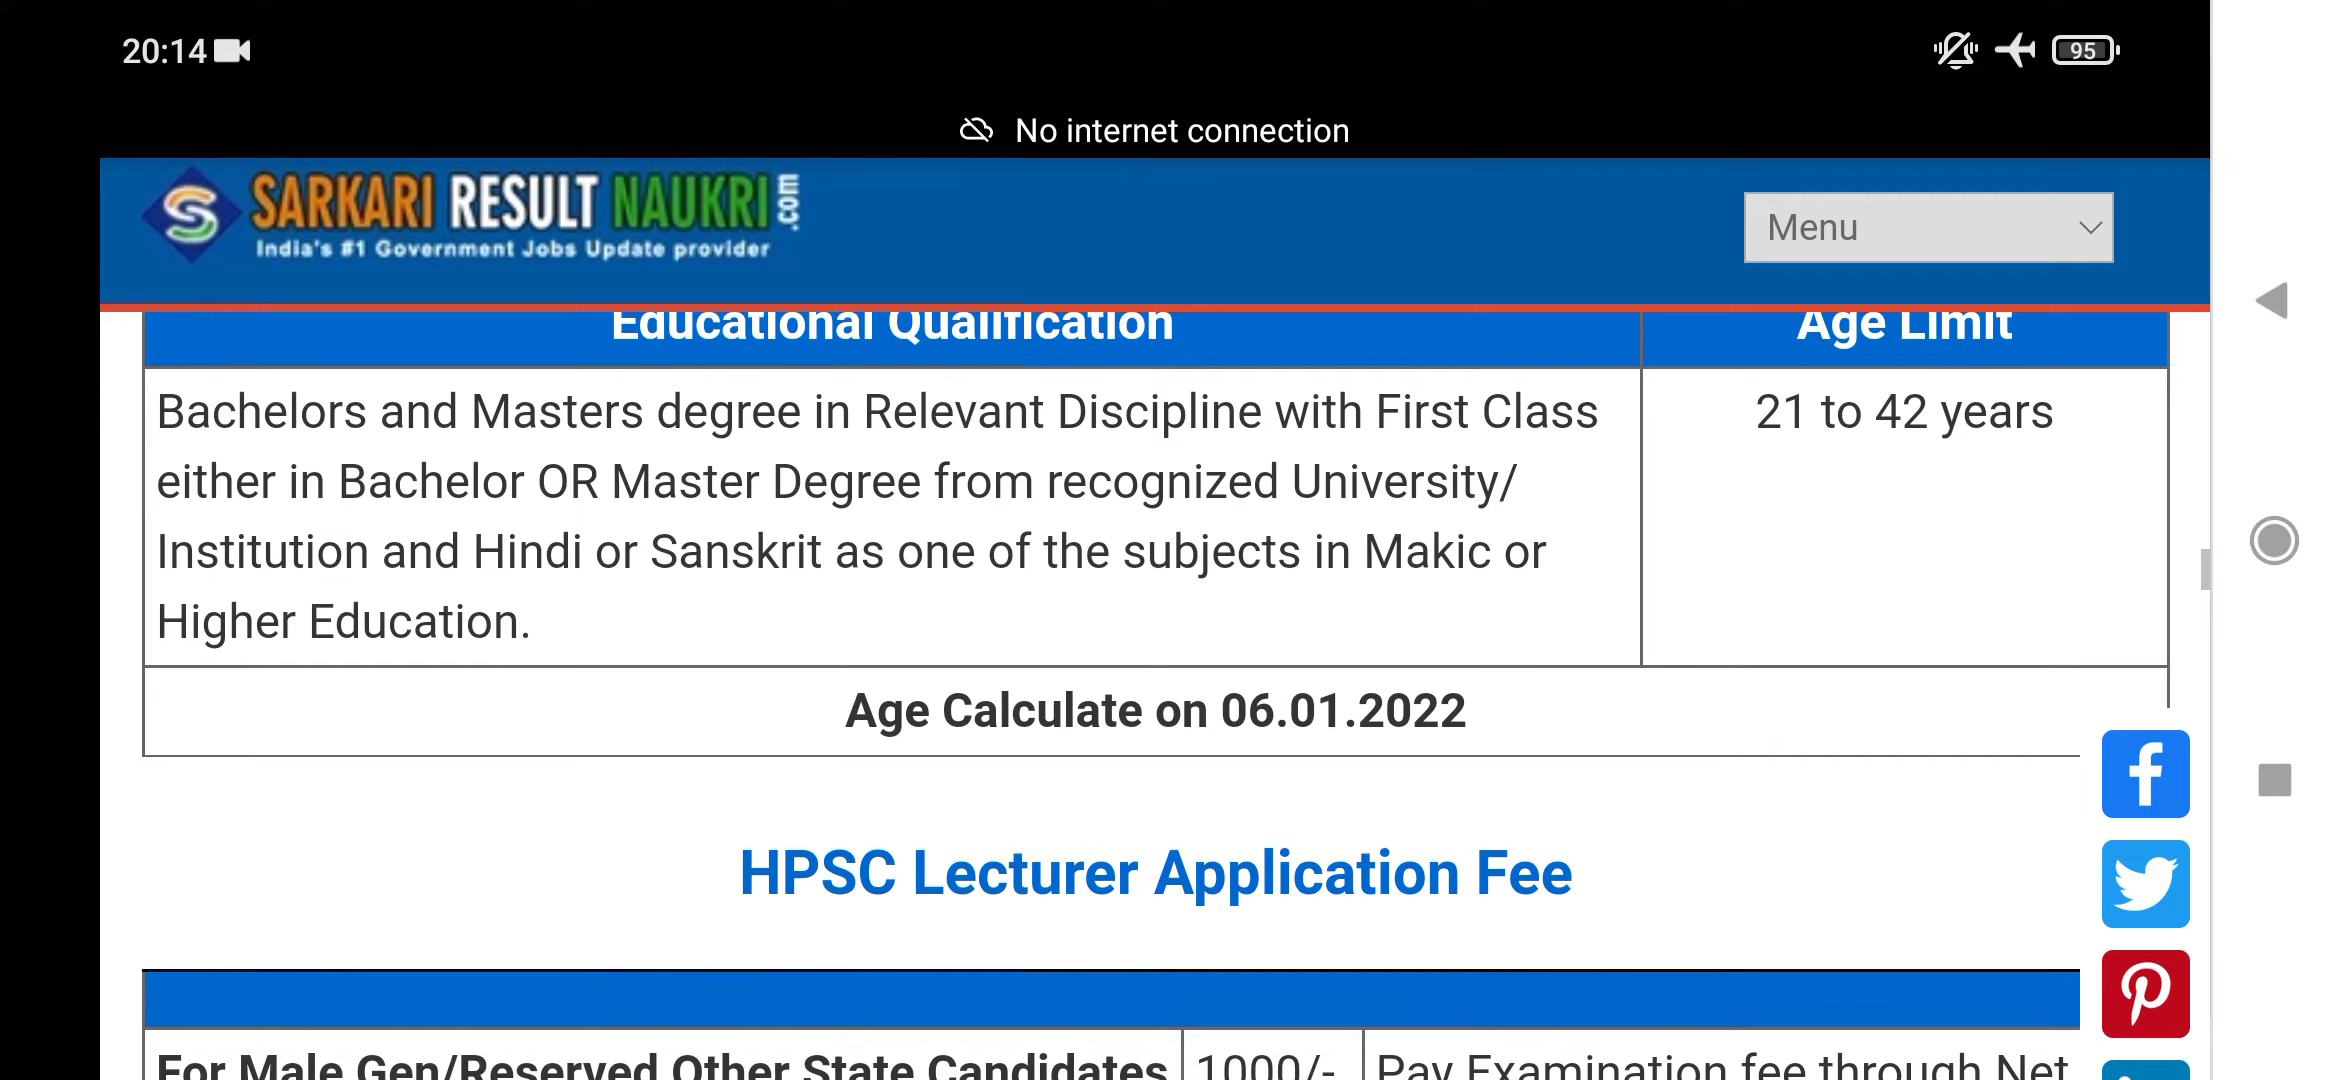 20:14
95
No internet connection
SARKARI RESULT NAUKRI.com
India's #1 Government Jobs Update provider
Menu
Educational Qualification
Age Limit
Bachelors and Masters degree in Relevant Discipline with First Class
21 to 42 years
either in Bachelor OR Master Degree from recognized University/
Institution and Hindi or Sanskrit as one of the subjects in Makic or
Higher Education.
Age Calculate on 06.01.2022
HPSC Lecturer Application Fee
For Male Gen/Reserved Other State Candidates
1000/-
Pay Examination fee through Net